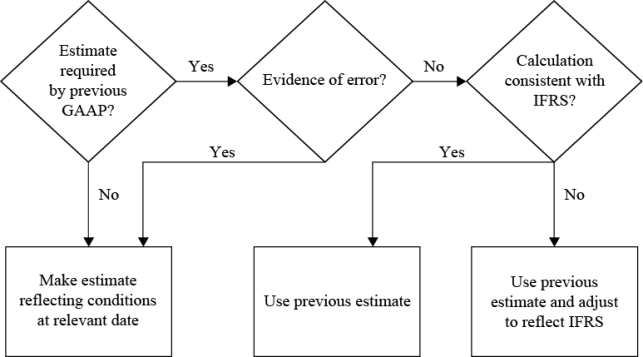 Estimate
required
by previous
GAAP?
Yes
Evidence of error?
No
Calculation
consistent with
IFRS?
Yes
Yes
No
No
Make estimate
reflecting conditions
at relevant date
Use previous estimate
Use previous
estimate and adjust
to reflect IFRS